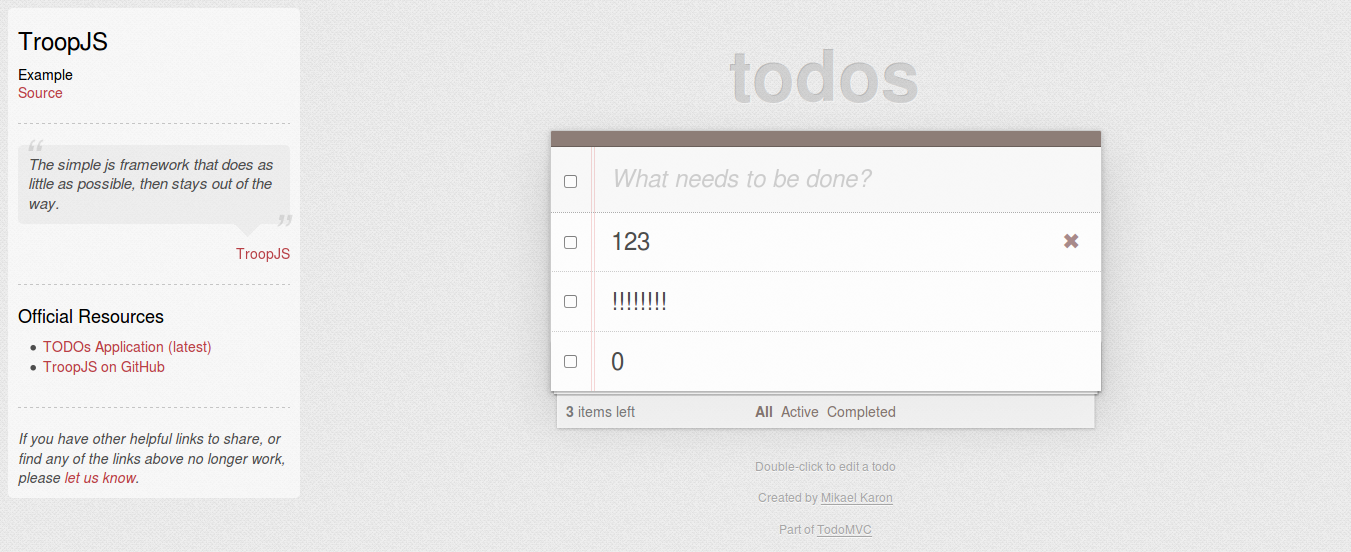 TroopJS
Example
Source
“
The simple js framework that does as
little as possible, then stays out of the
way.
”
TroopJS
Official Resources
• TODOs Application (latest)
• TroopJS on GitHub
If you have other helpful links to share, or
find any of the links above no longer work,
please let us know.
todos
What needs to be done?
123 ✖
!!!!!!!!
0
3 items left All Active Completed
Double-click to edit a todo
Created by Mikael Karon
Part of TodoMVC